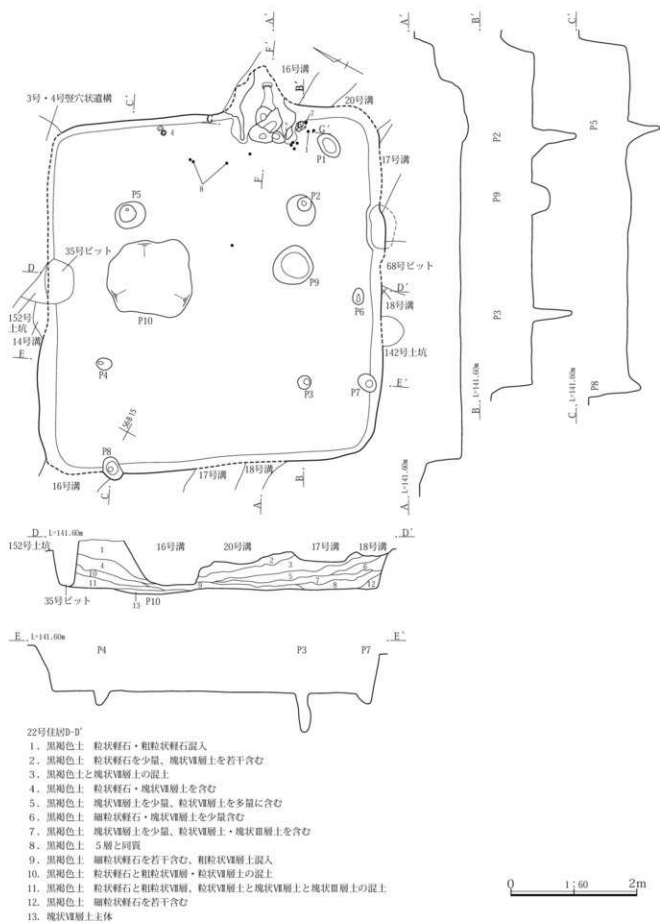 A'
F'
16号溝
B'
20号溝
3号・4号竪穴状遺構
C'
G
4
G'
P1
17号溝
8
F
P5
P2
35号ピット
D
P9
68号ピット
D'
18号溝
P6
P10
152号
土坑
14号溝
E
142号土坑
P4
P3
P7
E'
56815
P8
16号溝
C
17号溝
18号溝
A
B
A'
B'
C'
P2
P5
P9
P3
P8
B L=141.60m
C L=141.60m
A L=141.60m
D L=141.60m
D'
152号土坑
16号溝
20号溝
17号溝
18号溝
1
2
3
4
5
6
7
8
9
10
11
12
13
P10
35号ピット
E L=141.60m
E'
P4
P3
P7
22号住居D-D'
1. 黒褐色土 粒状軽石・粗粒状軽石混入
2. 黒褐色土 粒状軽石を少量、塊状Ⅶ層土を若干含む
3. 黒褐色土と塊状Ⅶ層土の混土
4. 黒褐色土 粒状軽石・塊状Ⅶ層土を含む
5. 黒褐色土 塊状Ⅶ層土を少量、粒状Ⅶ層土を多量に含む
6. 黒褐色土 細粒状軽石・塊状Ⅶ層土を少量含む
7. 黒褐色土 塊状Ⅶ層土を少量、粒状Ⅶ層土・塊状Ⅲ層土を含む
8. 黒褐色土 5層と同質
9. 黒褐色土 細粒状軽石を若干含む、粗粒状Ⅶ層土混入
10. 黒褐色土 粒状軽石と粗粒状Ⅶ層・粒状Ⅶ層土の混土
11. 黒褐色土 粒状軽石と粗粒状Ⅶ層、粒状Ⅶ層土と塊状Ⅶ層土と塊状Ⅲ層土の混土
12. 黒褐色土 細粒状軽石を若干含む
13. 塊状Ⅶ層土主体
0 1:60 2m